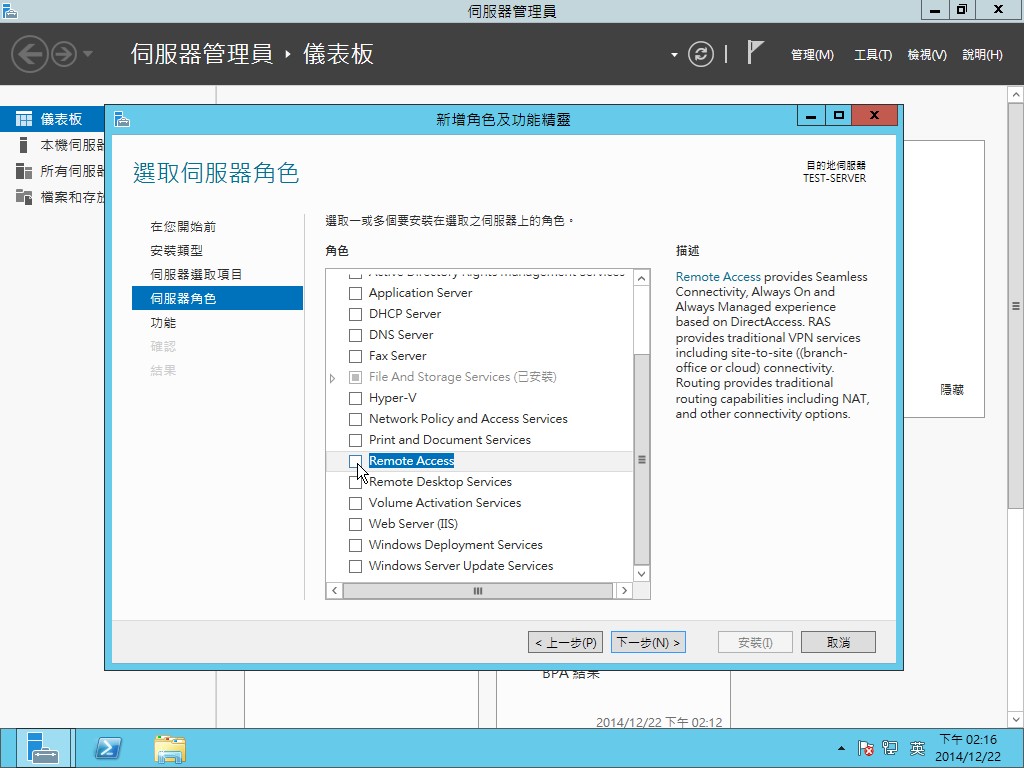 伺服器管理員
伺服器管理員 ‣ 儀表板
管理(M) 工具(T) 檢視(V) 說明(H)
儀表板
本機伺服器
所有伺服器
檔案和存放
新增角色及功能精靈
選取伺服器角色
目的地伺服器
TEST-SERVER
在您開始前
安裝類型
伺服器選取項目
伺服器角色
功能
確認
結果
選取一或多個要安裝在選取之伺服器上的角色。
角色
Active Directory Rights Management Services
Application Server
DHCP Server
DNS Server
Fax Server
File And Storage Services (已安裝)
Hyper-V
Network Policy and Access Services
Print and Document Services
Remote Access
Remote Desktop Services
Volume Activation Services
Web Server (IIS)
Windows Deployment Services
Windows Server Update Services
描述
Remote Access provides Seamless
Connectivity, Always On and
Always Managed experience
based on DirectAccess. RAS
provides traditional VPN services
including site-to-site ((branch-
office or cloud) connectivity.
Routing provides traditional
routing capabilities including NAT,
and other connectivity options.
隱藏
< 上一步(P) 下一步(N) > 安裝(I) 取消
BPA 結果
2014/12/22 下午 02:12
英
下午 02:16
2014/12/22